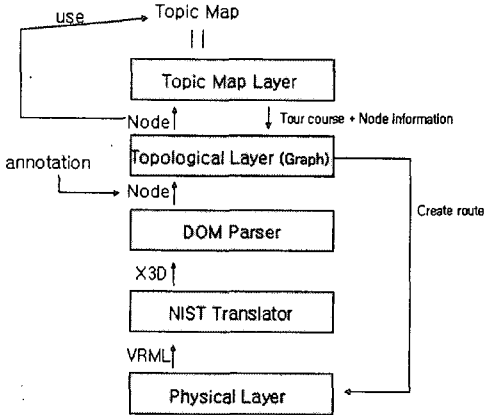 use
Topic Map
Topic Map Layer
Node
Tour course + Node Information
Topological Layer (Graph)
annotation
Node
Create route
DOM Parser
X3D
NIST Translator
VRML
Physical Layer